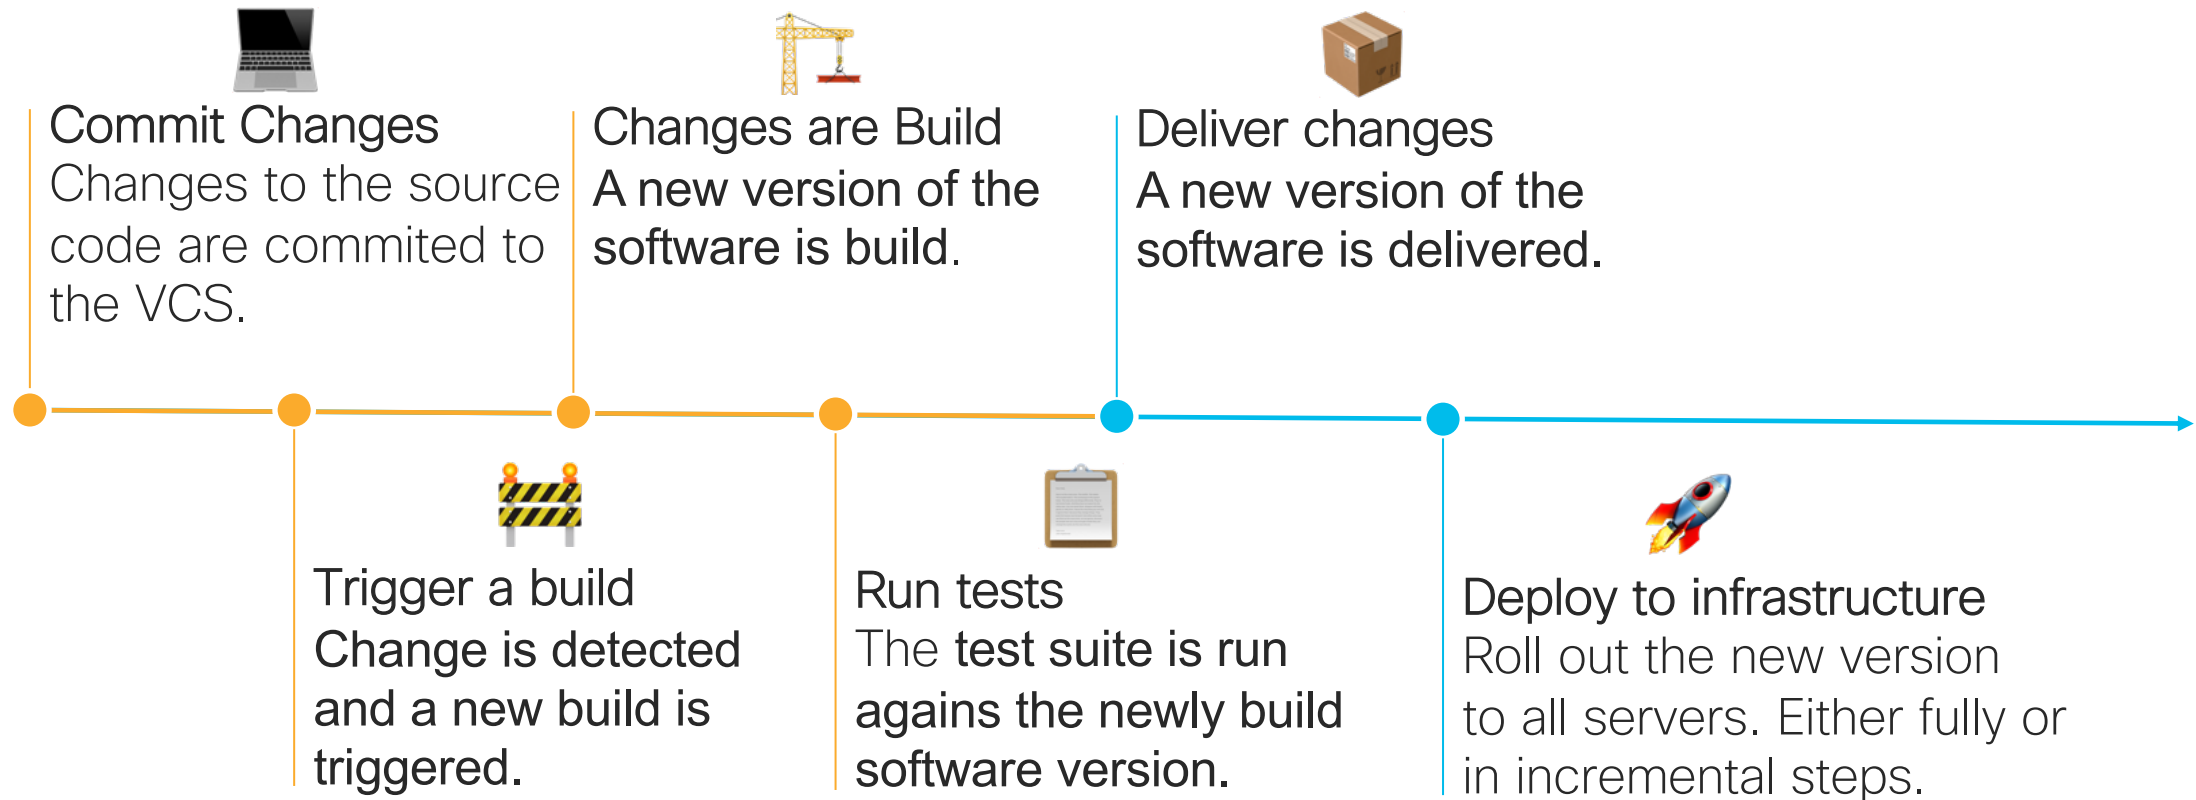 Commit Changes
Changes to the source
code are commited to
the VCS.
Trigger a build
Change is detected
and a new build is
triggered.
Changes are Build
A new version of the
software is build.
Run tests
The test suite is run
agains the newly build
software version.
Deliver changes
A new version of the
software is delivered.
Deploy to infrastructure
Roll out the new version
to all servers. Either fully or
in incremental steps.